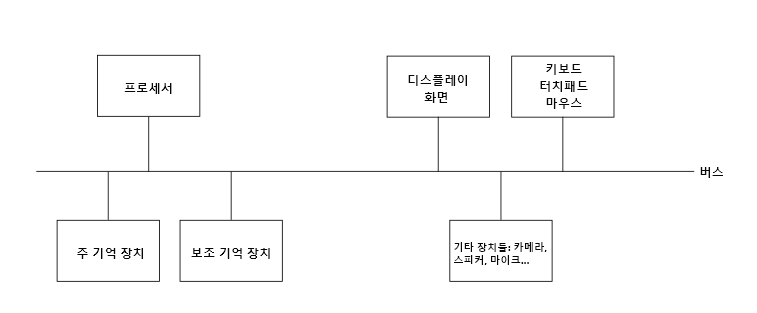 프로세서
디스플레이
화면
키보드
터치패드
마우스
버스
주 기억 장치
보조 기억 장치
기타 장치들: 카메라,
스피커, 마이크...